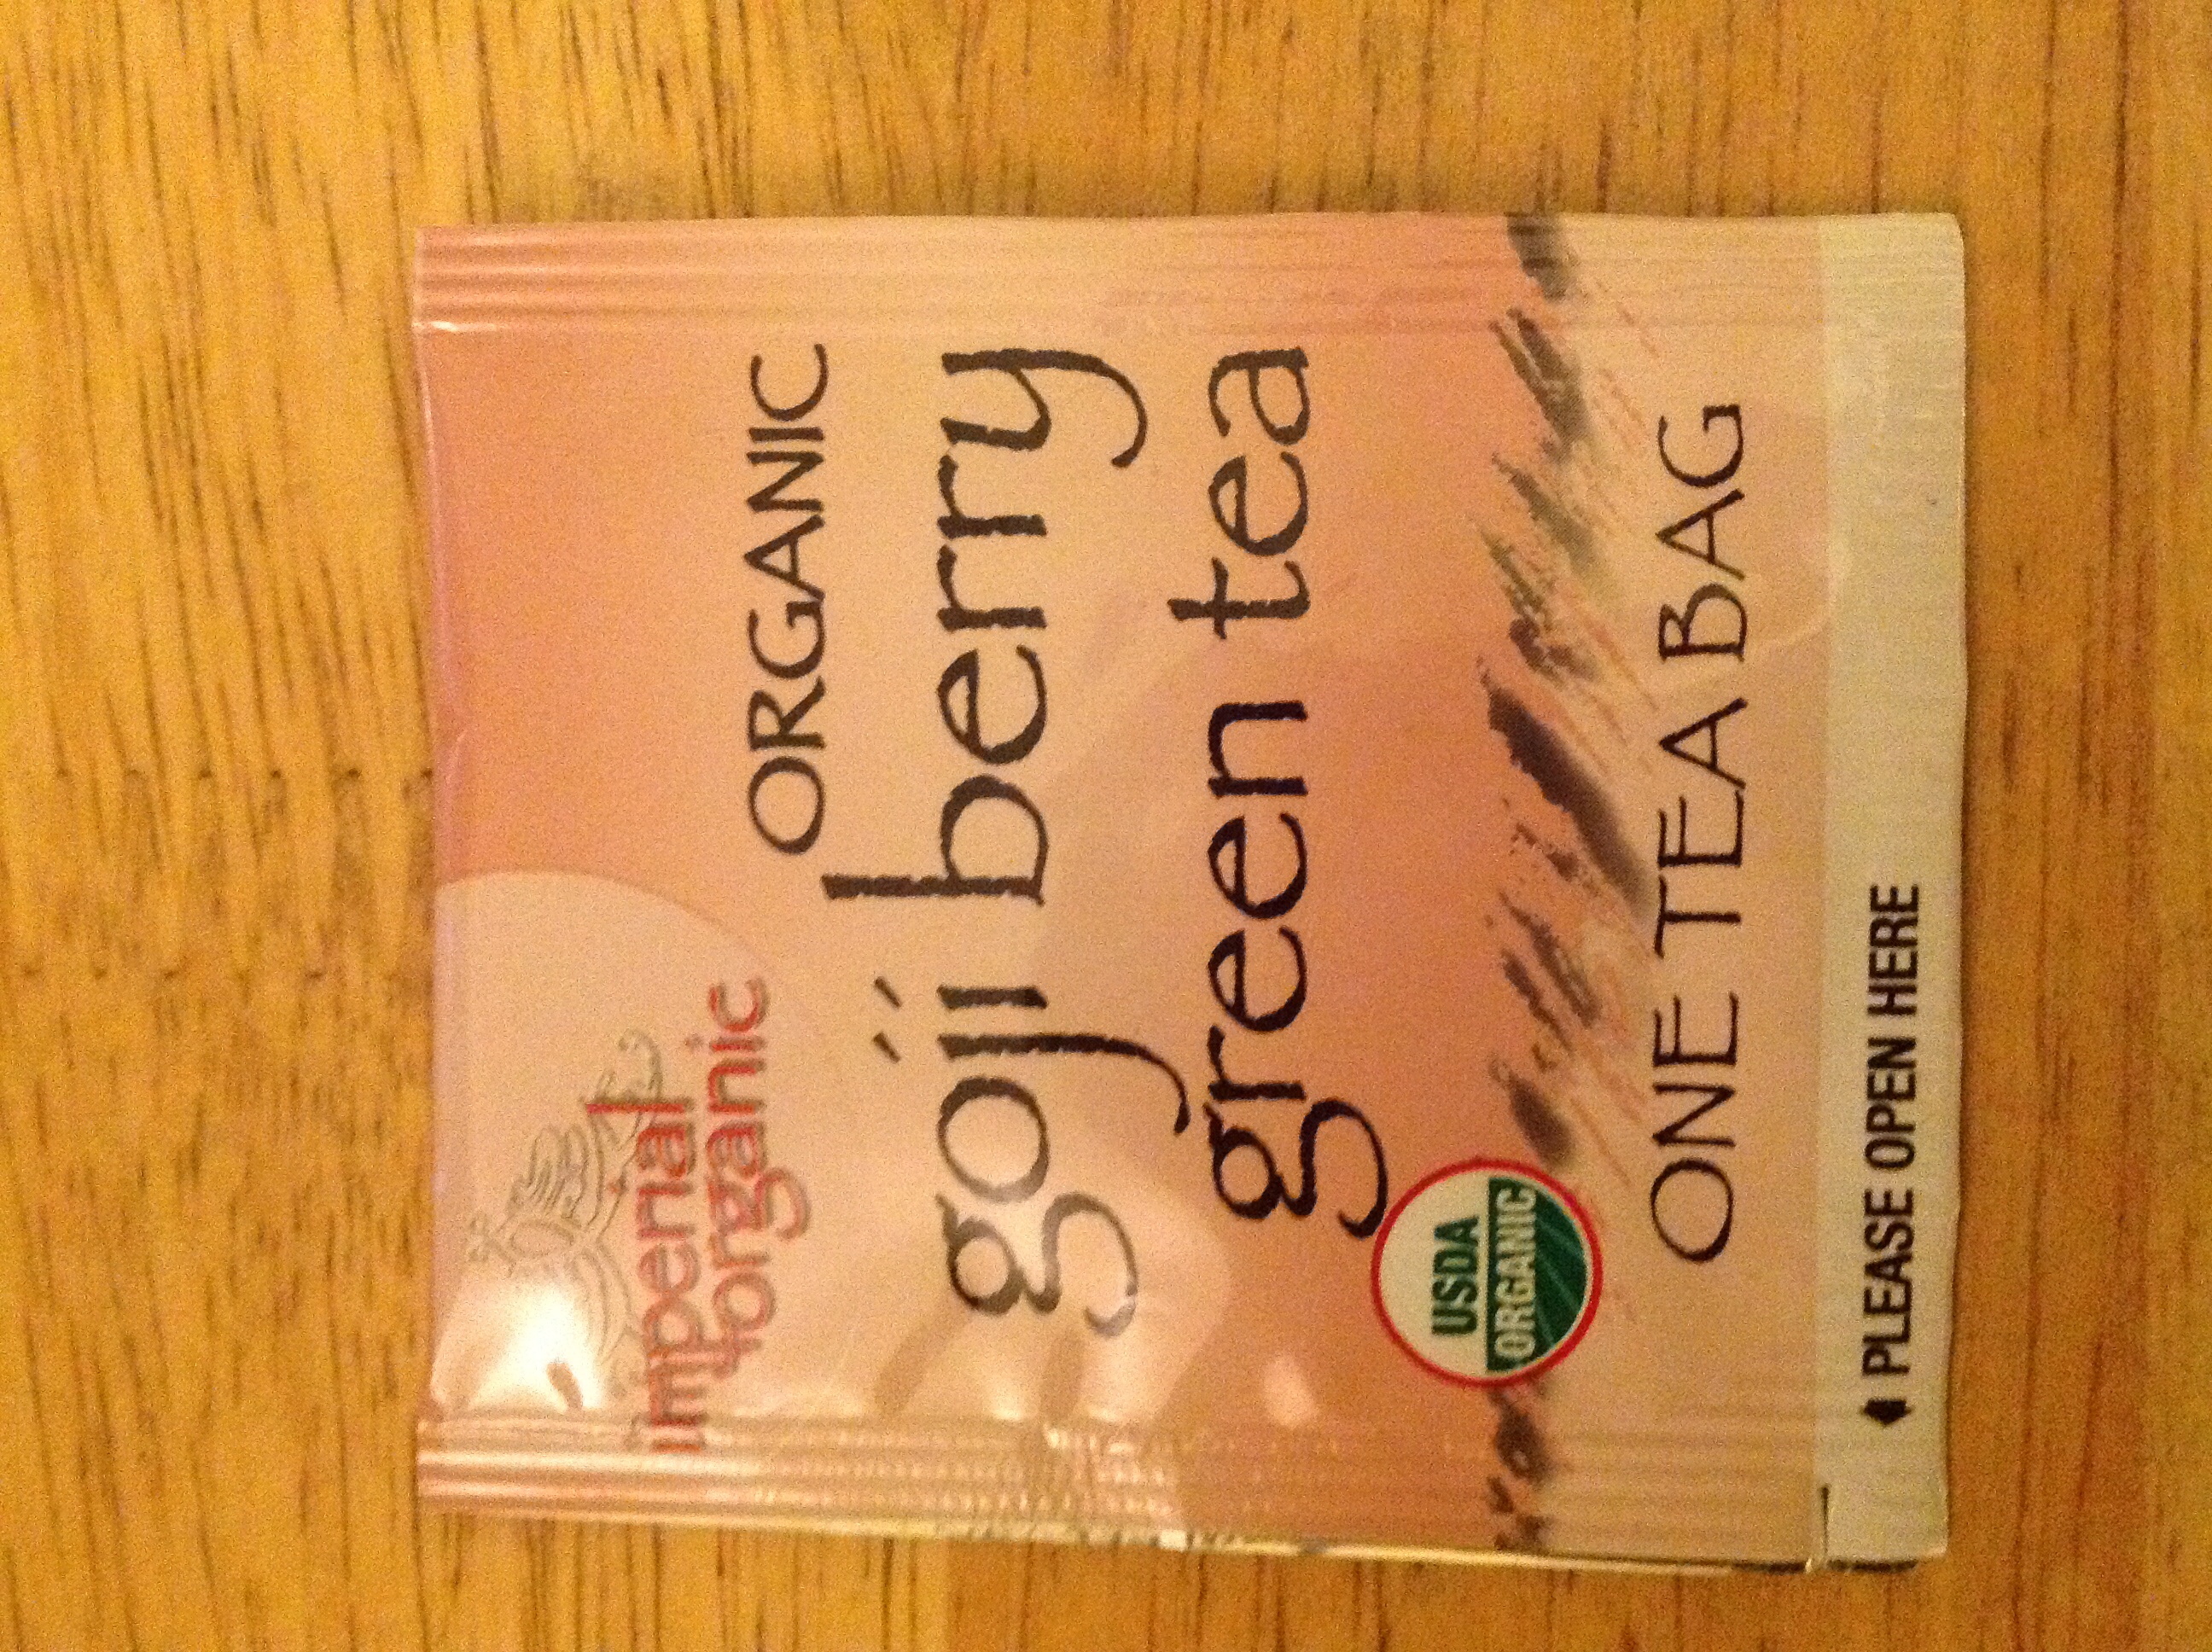 imperial
organic
ORGANIC
goji berry
green tea
USDA
ORGANIC
ONE TEA BAG
PLEASE OPEN HERE